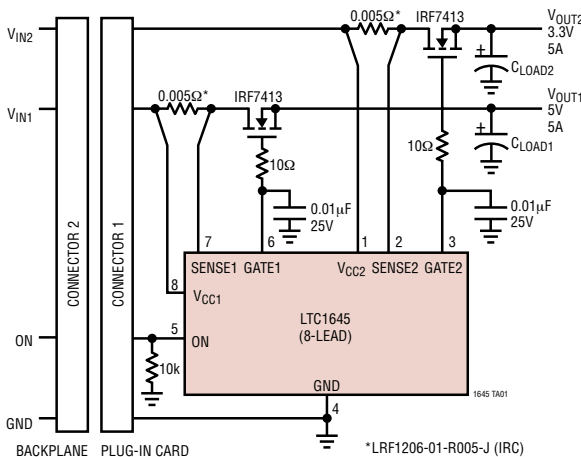 VIN2
0.005Ω*
IRF7413
VOUT2
3.3V
5A
CLOAD2
VIN1
0.005Ω*
IRF7413
VOUT1
5V
5A
CLOAD1
10Ω
10Ω
0.01µF
25V
0.01µF
25V
CONNECTOR 2
CONNECTOR 1
7
6
1
2
3
SENSE1
GATE1
VCC2
SENSE2
GATE2
8
VCC1
LTC1645
(8-LEAD)
ON
5
ON
10k
GND
4
1645 TA01
GND
BACKPLANE
PLUG-IN CARD
*LRF1206-01-R005-J (IRC)